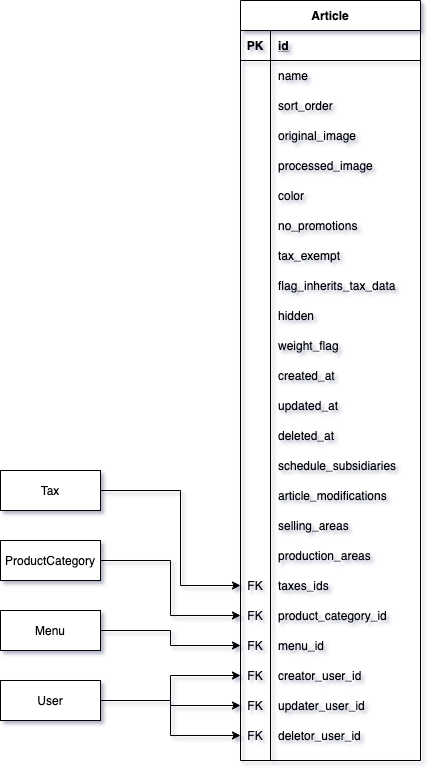 Article
PK id
name
sort_order
original_image
processed_image
color
no_promotions
tax_exempt
flag_inherits_tax_data
hidden
weight_flag
created_at
updated_at
deleted_at
schedule_subsidiaries
article_modifications
selling_areas
production_areas
Tax
FK taxes_ids
ProductCategory
FK product_category_id
Menu
FK menu_id
User
FK creator_user_id
FK updater_user_id
FK deletor_user_id